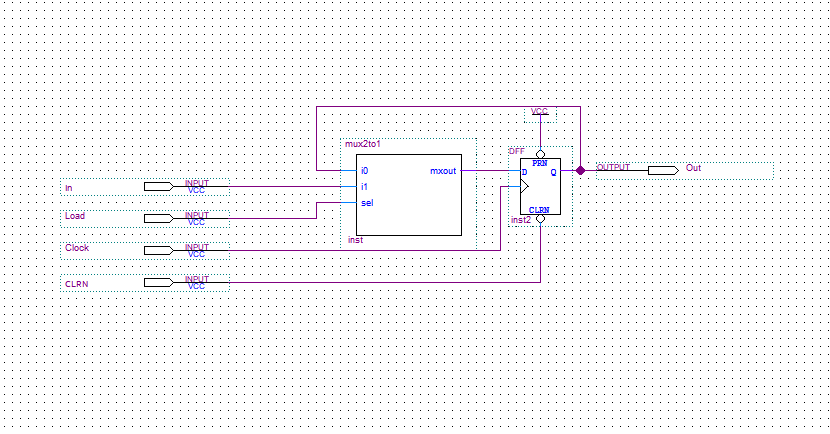 VCC
mux2to1
DFF
PRN
i0
mxout
D
Q
OUTPUT
Out
In
INPUT
VCC
i1
sel
Load
INPUT
VCC
CLRN
inst2
inst
Clock
INPUT
VCC
CLRN
INPUT
VCC